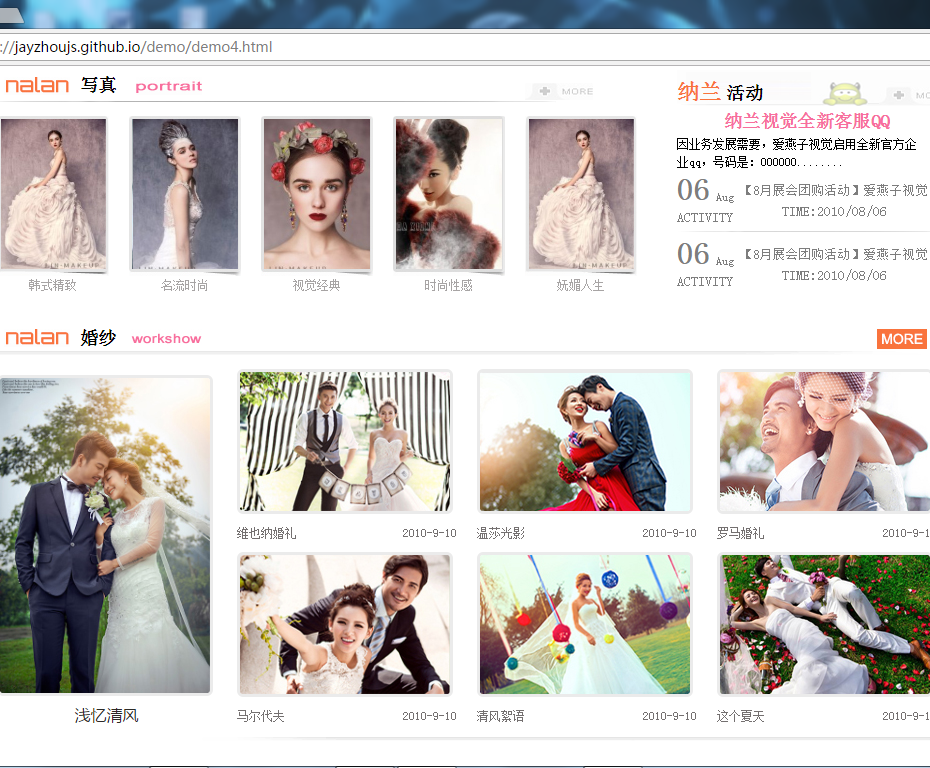 ://jayzhoujs.github.io/demo/demo4.html
nalan 写真 portrait
MORE
纳兰 活动
纳兰视觉全新客服QQ
因业务发展需要，爱燕子视觉启用全新官方企
业qq，号码是：000000........
06 Aug 【8月展会团购活动】爱燕子视觉
ACTIVITY TIME:2010/08/06
06 Aug 【8月展会团购活动】爱燕子视觉
ACTIVITY TIME:2010/08/06
韩式精致 名流时尚 视觉经典 时尚性感 妩媚人生
nalan 婚纱 workshow
MORE
维也纳婚礼 2010-9-10 温莎光影 2010-9-10 罗马婚礼 2010-9-1
马尔代夫 2010-9-10 清风絮语 2010-9-10 这个夏天 2010-9-1
浅忆清风